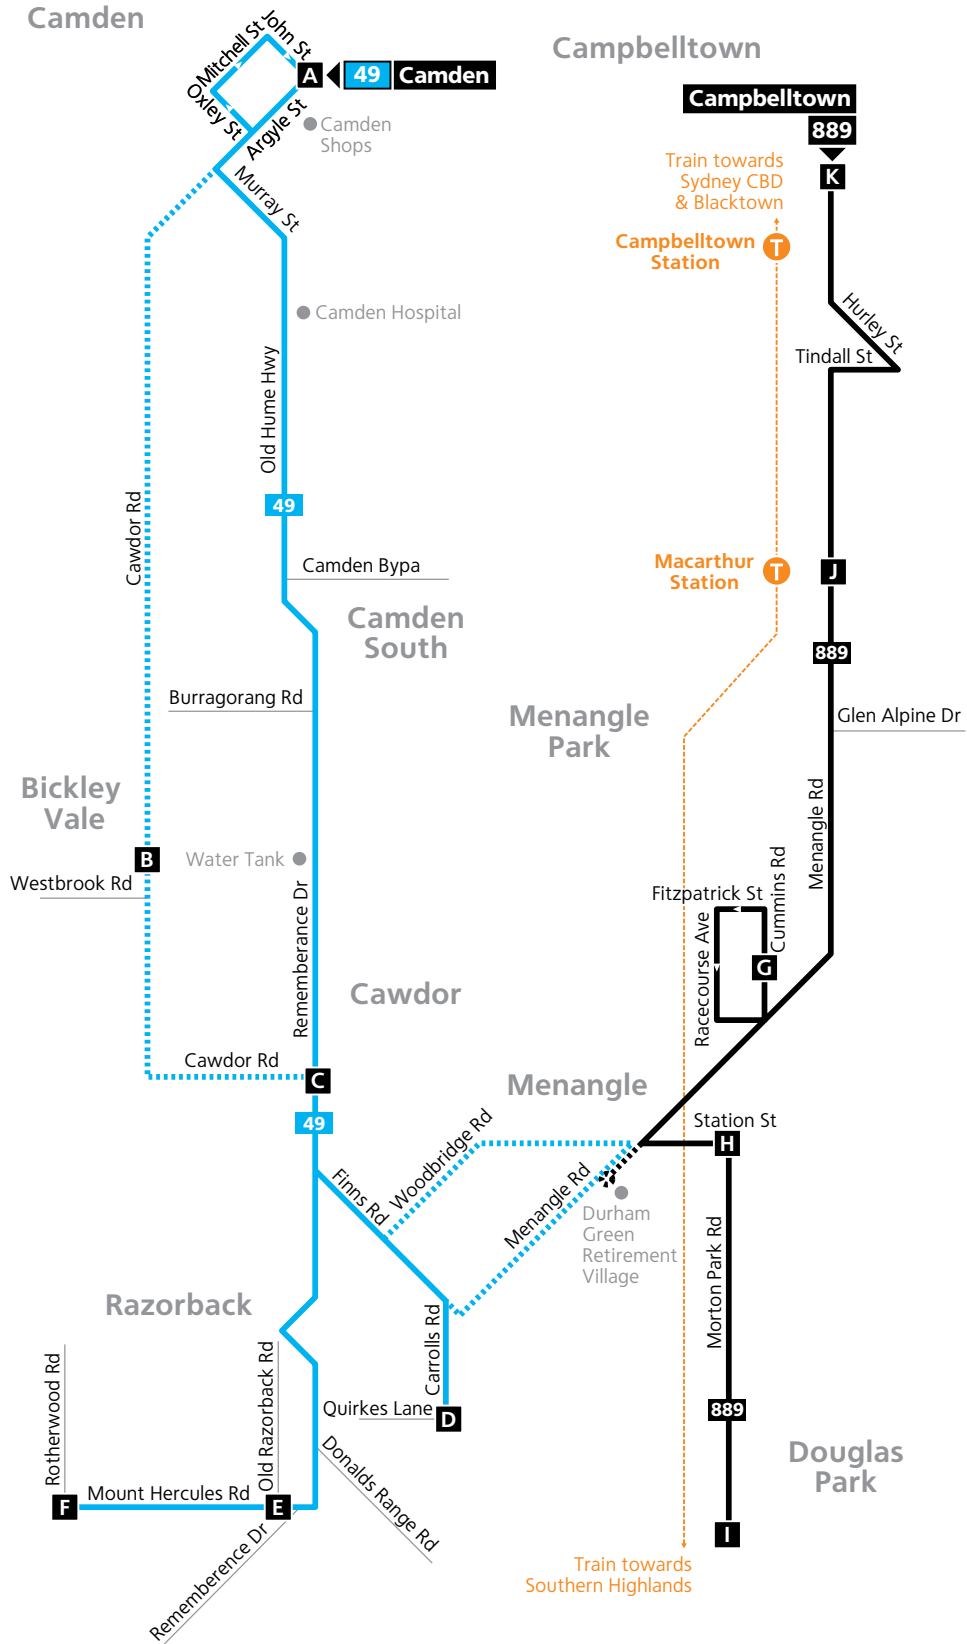 Camden
John St
Mitchell St
Oxley St
Argyle St
A
49
Camden
Camden
Shops
Murray St
Camden Hospital
Old Hume Hwy
Cawdor Rd
49
Camden Bypa
Camden
South
Burragorang Rd
Bickley
Vale
B
Westbrook Rd
Water Tank
Rememberance Dr
Cawdor
Cawdor Rd
C
49
Finns Rd
Woodbridge Rd
Menangle Rd
Razorback
Carrolls Rd
Quirkes Lane
D
Rotherwood Rd
Old Razorback Rd
Donalds Range Rd
Mount Hercules Rd
F
E
Rememberence Dr
Campbelltown
Campbelltown
889
K
Train towards
Sydney CBD
& Blacktown
Campbelltown
Station
T
Hurley St
Tindall St
Macarthur
Station
T
J
889
Menangle
Park
Glen Alpine Dr
Menangle Rd
Fitzpatrick St
Cummins Rd
Racecourse Ave
G
Menangle
Station St
H
Durham
Green
Retirement
Village
Morton Park Rd
889
Douglas
Park
I
Train towards
Southern Highlands